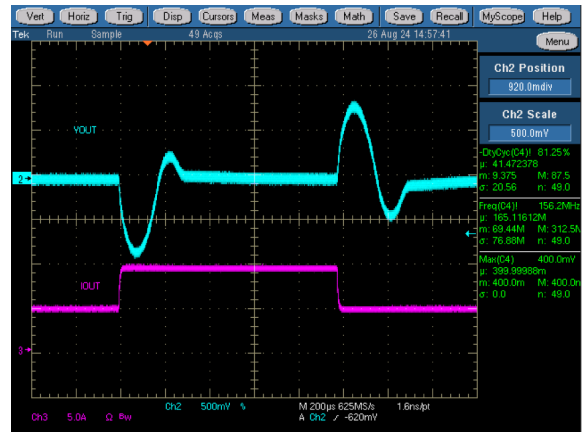 Vert Horiz Trig Disp Cursors Meas Masks Math Save Recall MyScope Help
Tek Run Sample 49 Acqs 26 Aug 24 14:57:41
Menu
Ch2 Position
920.0mdiv
Ch2 Scale
500.0mV
VOUT
-DtyCyc(C4)! 81.25%
µ: 41.472378
m: 9.375 M: 87.5
σ: 20.56 n: 49.0
2
Freq(C4)! 156.2MHz
µ: 165.11612M
m: 69.44M M: 312.5M
σ: 76.88M n: 49.0
Max(C4) 400.0mV
µ: 399.99988m
m: 400.0m M: 400.0m
σ: 0.0 n: 49.0
IOUT
3
Ch2 500mV M 200µs 625MS/s 1.6ns/pt
Ch3 5.0A Ω Bw A Ch2 -620mV